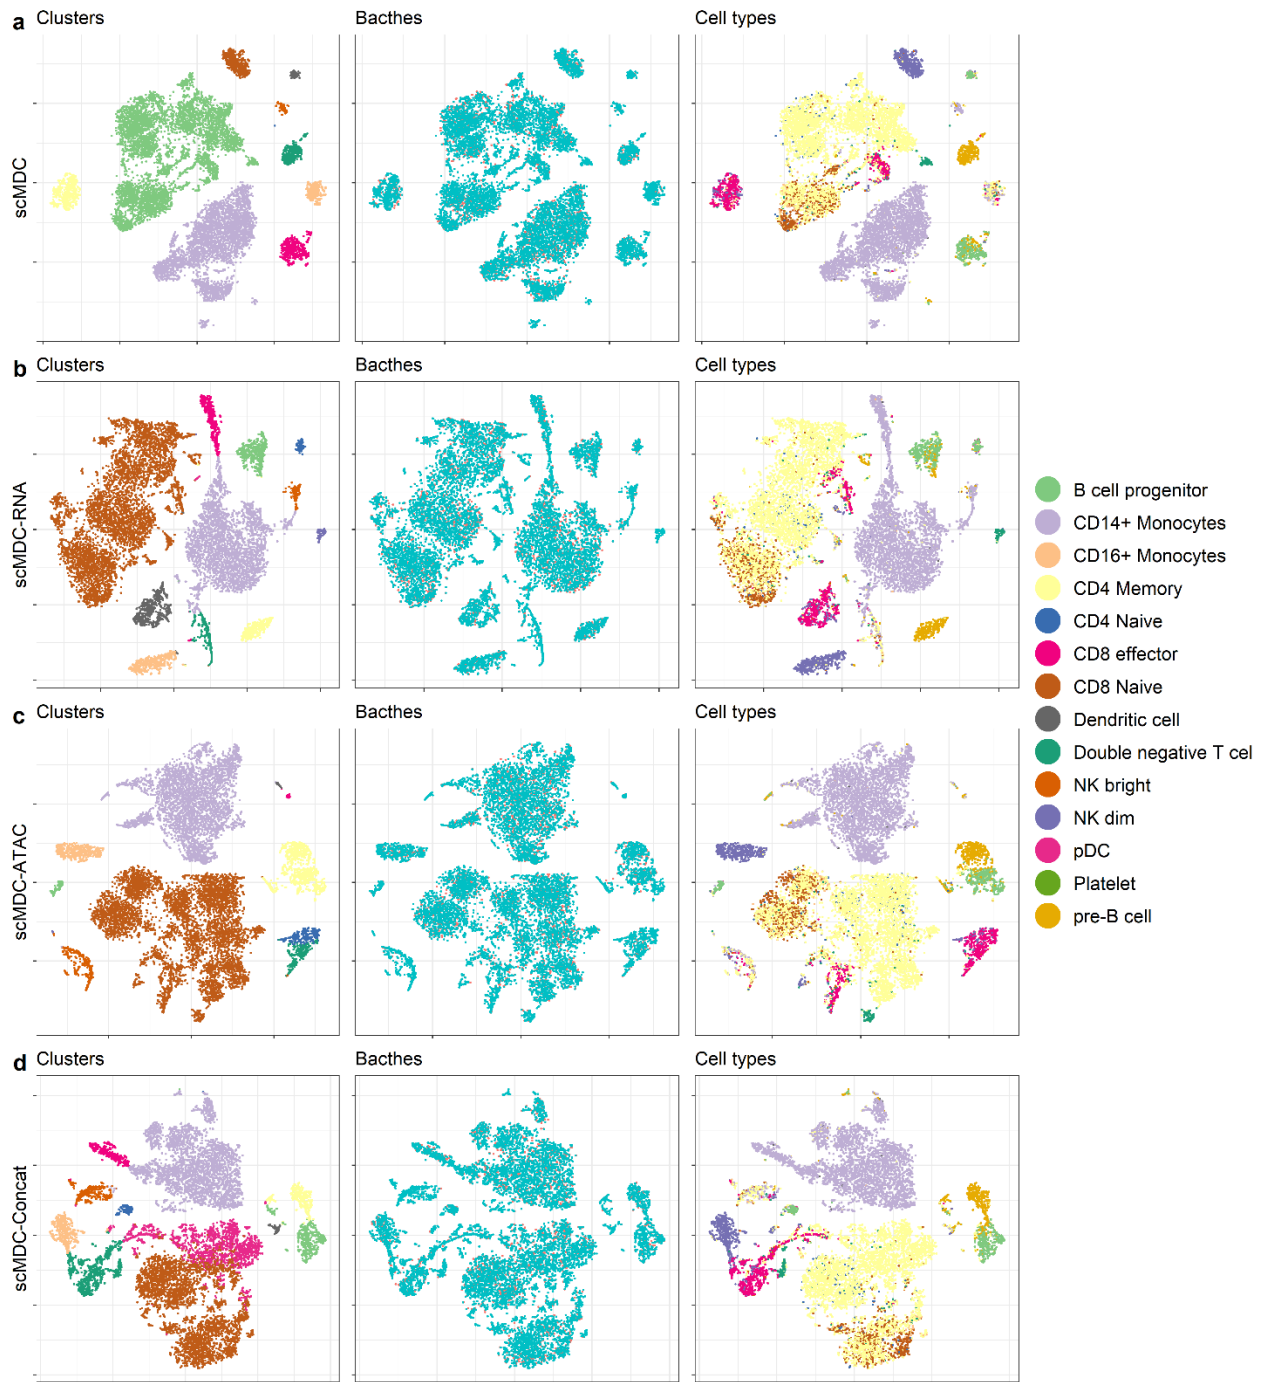 a
Clusters
Bacthes
Cell types
scMDC
b
Clusters
Bacthes
Cell types
scMDC-RNA
c
Clusters
Bacthes
Cell types
scMDC-ATAC
d
Clusters
Bacthes
Cell types
scMDC-Concat
B cell progenitor
CD14+ Monocytes
CD16+ Monocytes
CD4 Memory
CD4 Naive
CD8 effector
CD8 Naive
Dendritic cell
Double negative T cell
NK bright
NK dim
pDC
Platelet
pre-B cell